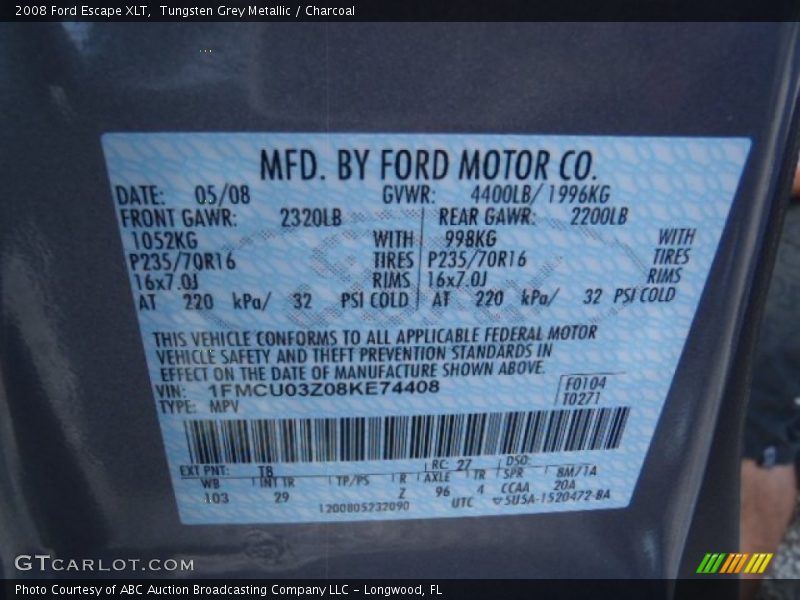 2008 Ford Escape XLT, Tungsten Grey Metallic / Charcoal
MFD. BY FORD MOTOR CO.
DATE: 05/08 GVWR: 4400LB/ 1996KG
FRONT GAWR: 2320LB REAR GAWR: 2200LB
1052KG WITH 998KG WITH
P235/70R16 TIRES P235/70R16 TIRES
16x7.0J RIMS 16x7.0J RIMS
AT 220 kPa/ 32 PSI COLD AT 220 kPa/ 32 PSI COLD
THIS VEHICLE CONFORMS TO ALL APPLICABLE FEDERAL MOTOR
VEHICLE SAFETY AND THEFT PREVENTION STANDARDS IN
EFFECT ON THE DATE OF MANUFACTURE SHOWN ABOVE.
VIN: 1FMCU03Z08KE74408 F0104
TYPE: MPV T0271
EXT PNT: T8 RC: 27 DSO:
WB INT TR TP/PS R AXLE TR SPR 8M/14
103 29 Z 96 4 CCAA 20A
1200805232090 UTC 5U5A-1520472-BA
GTCARLOT.COM
Photo Courtesy of ABC Auction Broadcasting Company LLC - Longwood, FL